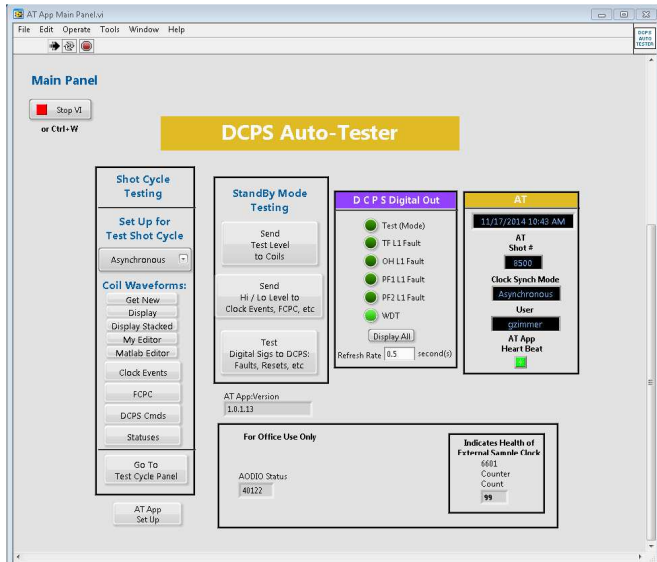 AT App Main Panel.vi
File Edit Operate Tools Window Help
DCPS
AUTO
TESTER
Main Panel
Stop VI
or Ctrl+W
DCPS Auto-Tester
Shot Cycle
Testing
Set Up for
Test Shot Cycle
Asynchronous
Coil Waveforms:
Get New
Display
Display Stacked
My Editor
Matlab Editor
Clock Events
FCPC
DCPS Cmds
Statuses
Go To
Test Cycle Panel
AT App
Set Up
StandBy Mode
Testing
Send
Test Level
to Coils
Send
Hi / Lo Level to
Clock Events, FCPC, etc
Test
Digital Sigs to DCPS:
Faults, Resets, etc
D C P S Digital Out
Test (Mode)
TF L1 Fault
OH L1 Fault
PF1 L1 Fault
PF2 L1 Fault
WDT
Display All
Refresh Rate 0.5 second(s)
AT
11/17/2014 10:43 AM
AT
Shot #
8500
Clock Synch Mode
Asynchronous
User
gzimmer
AT App
Heart Beat
AT App:Version
1.0.1.13
For Office Use Only
AODIO Status
40122
Indicates Health of
External Sample Clock
6601
Counter
Count
99